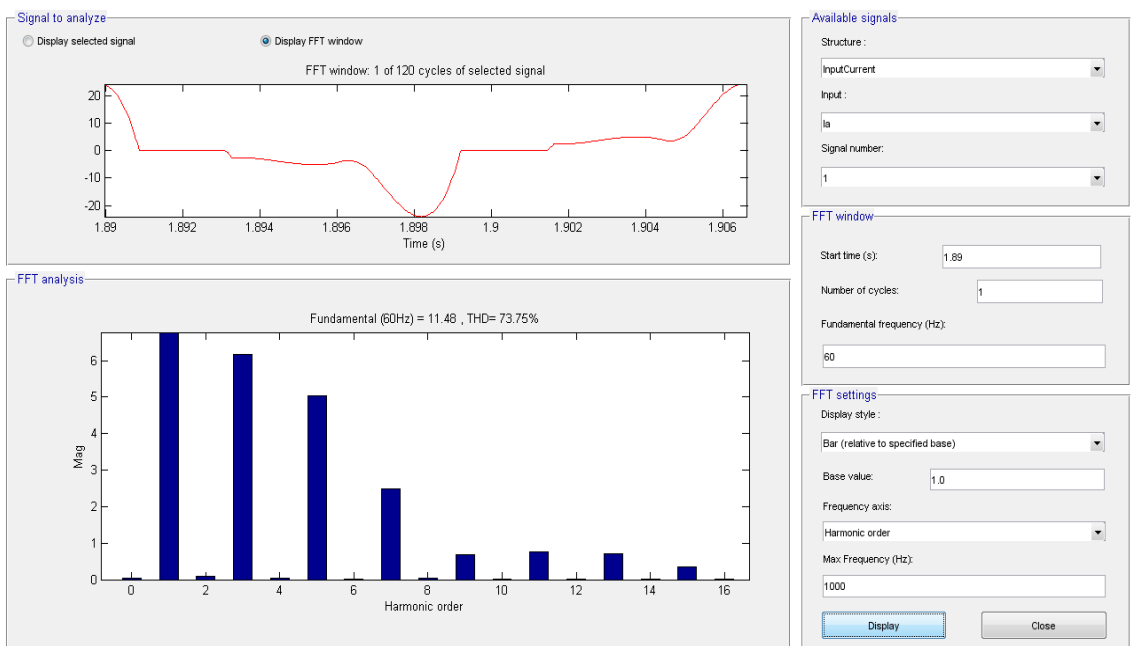 Signal to analyze
Display selected signal
Display FFT window
FFT window: 1 of 120 cycles of selected signal
20
10
0
-10
-20
1.89 1.892 1.894 1.896 1.898 1.9 1.902 1.904 1.906
Time (s)
FFT analysis
Fundamental (60Hz) = 11.48 , THD= 73.75%
6
5
4
3
2
1
0
Mag
0 2 4 6 8 10 12 14 16
Harmonic order
Available signals
Structure :
InputCurrent
Input :
Ia
Signal number:
1
FFT window
Start time (s): 1.89
Number of cycles: 1
Fundamental frequency (Hz):
60
FFT settings
Display style :
Bar (relative to specified base)
Base value: 1.0
Frequency axis:
Harmonic order
Max Frequency (Hz):
1000
Display Close